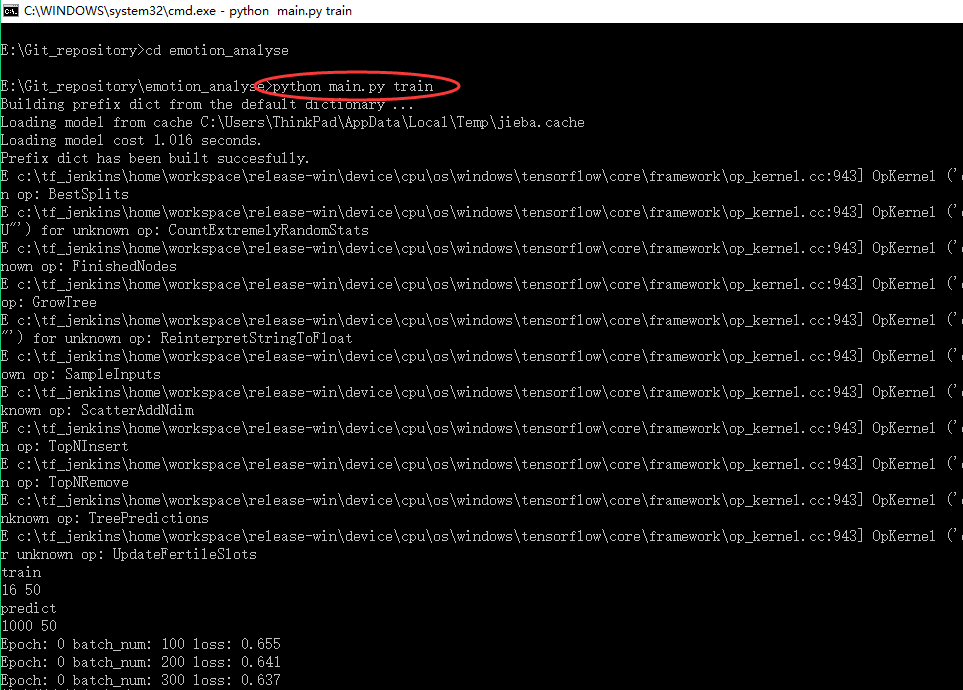 C:\WINDOWS\system32\cmd.exe - python  main.py train
E:\Git_repository>cd emotion_analyse
E:\Git_repository\emotion_analyse>python main.py train
Building prefix dict from the default dictionary ...
Loading model from cache C:\Users\ThinkPad\AppData\Local\Temp\jieba.cache
Loading model cost 1.016 seconds.
Prefix dict has been built succesfully.
E c:\tf_jenkins\home\workspace\release-win\device\cpu\os\windows\tensorflow\core\framework\op_kernel.cc:943] OpKernel ('
n op: BestSplits
E c:\tf_jenkins\home\workspace\release-win\device\cpu\os\windows\tensorflow\core\framework\op_kernel.cc:943] OpKernel ('
U"') for unknown op: CountExtremelyRandomStats
E c:\tf_jenkins\home\workspace\release-win\device\cpu\os\windows\tensorflow\core\framework\op_kernel.cc:943] OpKernel ('
nown op: FinishedNodes
E c:\tf_jenkins\home\workspace\release-win\device\cpu\os\windows\tensorflow\core\framework\op_kernel.cc:943] OpKernel ('
op: GrowTree
E c:\tf_jenkins\home\workspace\release-win\device\cpu\os\windows\tensorflow\core\framework\op_kernel.cc:943] OpKernel ('
"') for unknown op: ReinterpretStringToFloat
E c:\tf_jenkins\home\workspace\release-win\device\cpu\os\windows\tensorflow\core\framework\op_kernel.cc:943] OpKernel ('
own op: SampleInputs
E c:\tf_jenkins\home\workspace\release-win\device\cpu\os\windows\tensorflow\core\framework\op_kernel.cc:943] OpKernel ('
known op: ScatterAddNdim
E c:\tf_jenkins\home\workspace\release-win\device\cpu\os\windows\tensorflow\core\framework\op_kernel.cc:943] OpKernel ('
n op: TopNInsert
E c:\tf_jenkins\home\workspace\release-win\device\cpu\os\windows\tensorflow\core\framework\op_kernel.cc:943] OpKernel ('
n op: TopNRemove
E c:\tf_jenkins\home\workspace\release-win\device\cpu\os\windows\tensorflow\core\framework\op_kernel.cc:943] OpKernel ('
nknown op: TreePredictions
E c:\tf_jenkins\home\workspace\release-win\device\cpu\os\windows\tensorflow\core\framework\op_kernel.cc:943] OpKernel ('
r unknown op: UpdateFertileSlots
train
16 50
predict
1000 50
Epoch: 0 batch_num: 100 loss: 0.655
Epoch: 0 batch_num: 200 loss: 0.641
Epoch: 0 batch_num: 300 loss: 0.637